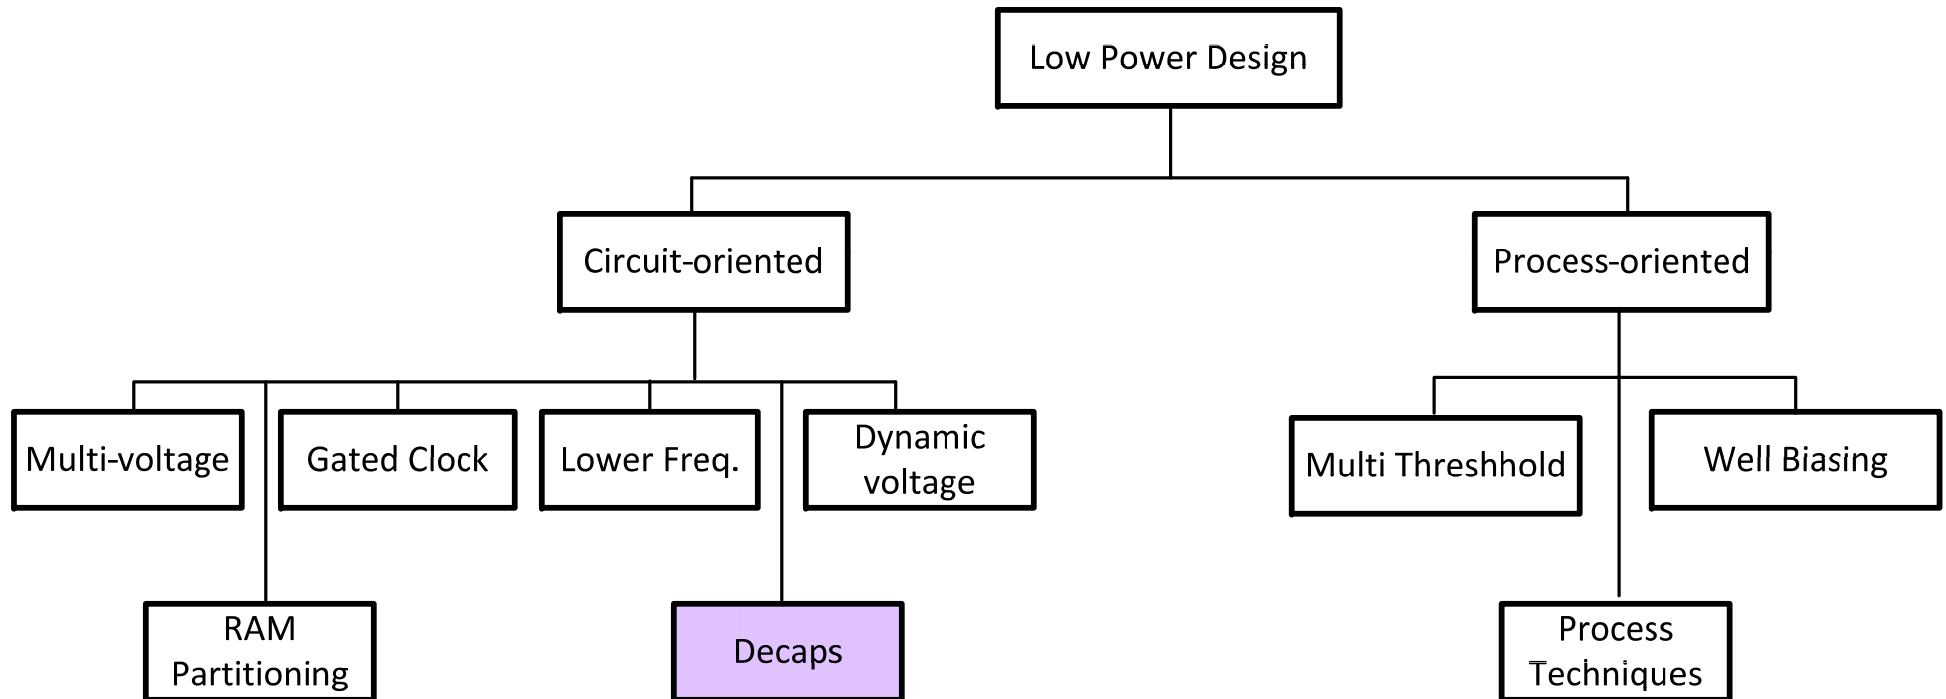 Low Power Design
Circuit-oriented
Process-oriented
Multi-voltage
Gated Clock
Lower Freq.
Dynamic
voltage
Multi Threshhold
Well Biasing
RAM
Partitioning
Decaps
Process
Techniques